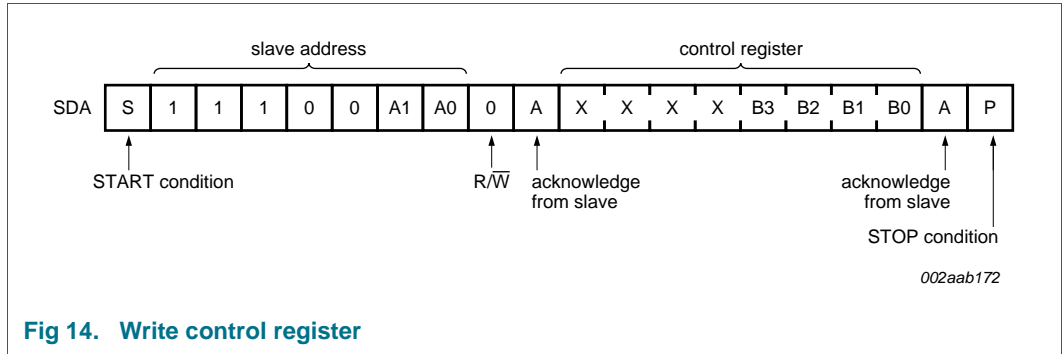 slave address
control register
SDA S 1 1 1 0 0 A1 A0 0 A X X X X B3 B2 B1 B0 A P
START condition
R/W̅
acknowledge
from slave
acknowledge
from slave
STOP condition
002aab172
Fig 14. Write control register